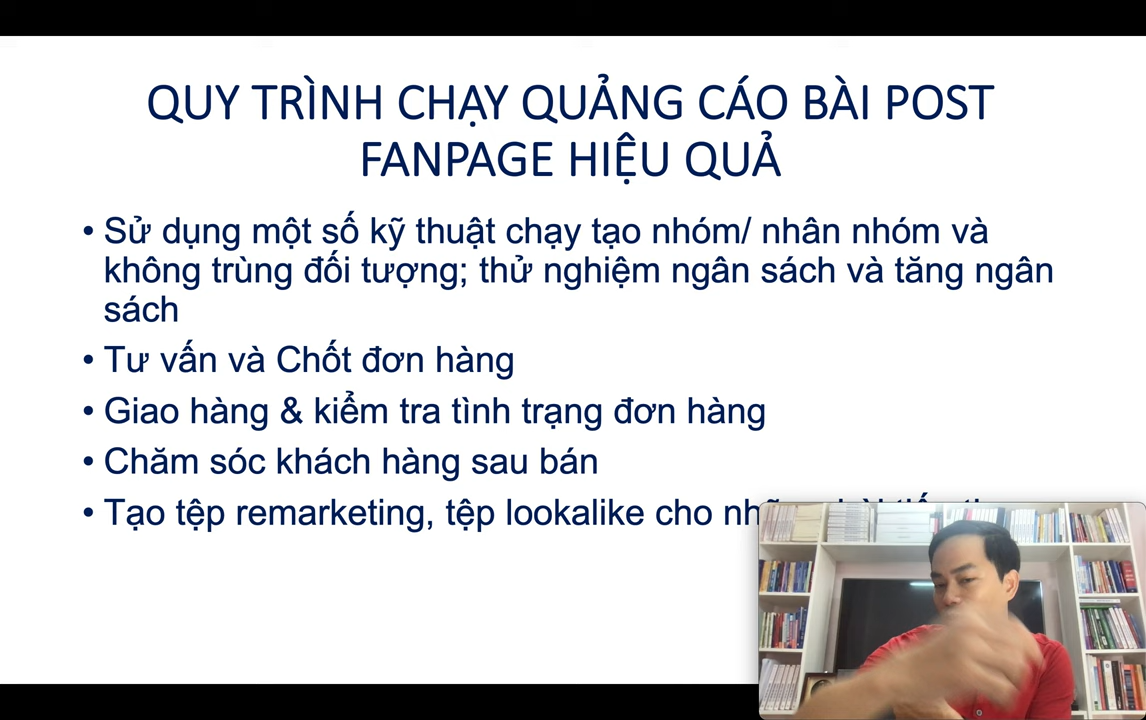 QUY TRÌNH CHẠY QUẢNG CÁO BÀI POST
FANPAGE HIỆU QUẢ
• Sử dụng một số kỹ thuật chạy tạo nhóm/ nhân nhóm và
không trùng đối tượng; thử nghiệm ngân sách và tăng ngân
sách
• Tư vấn và Chốt đơn hàng
• Giao hàng & kiểm tra tình trạng đơn hàng
• Chăm sóc khách hàng sau bán
• Tạo tệp remarketing, tệp lookalike cho